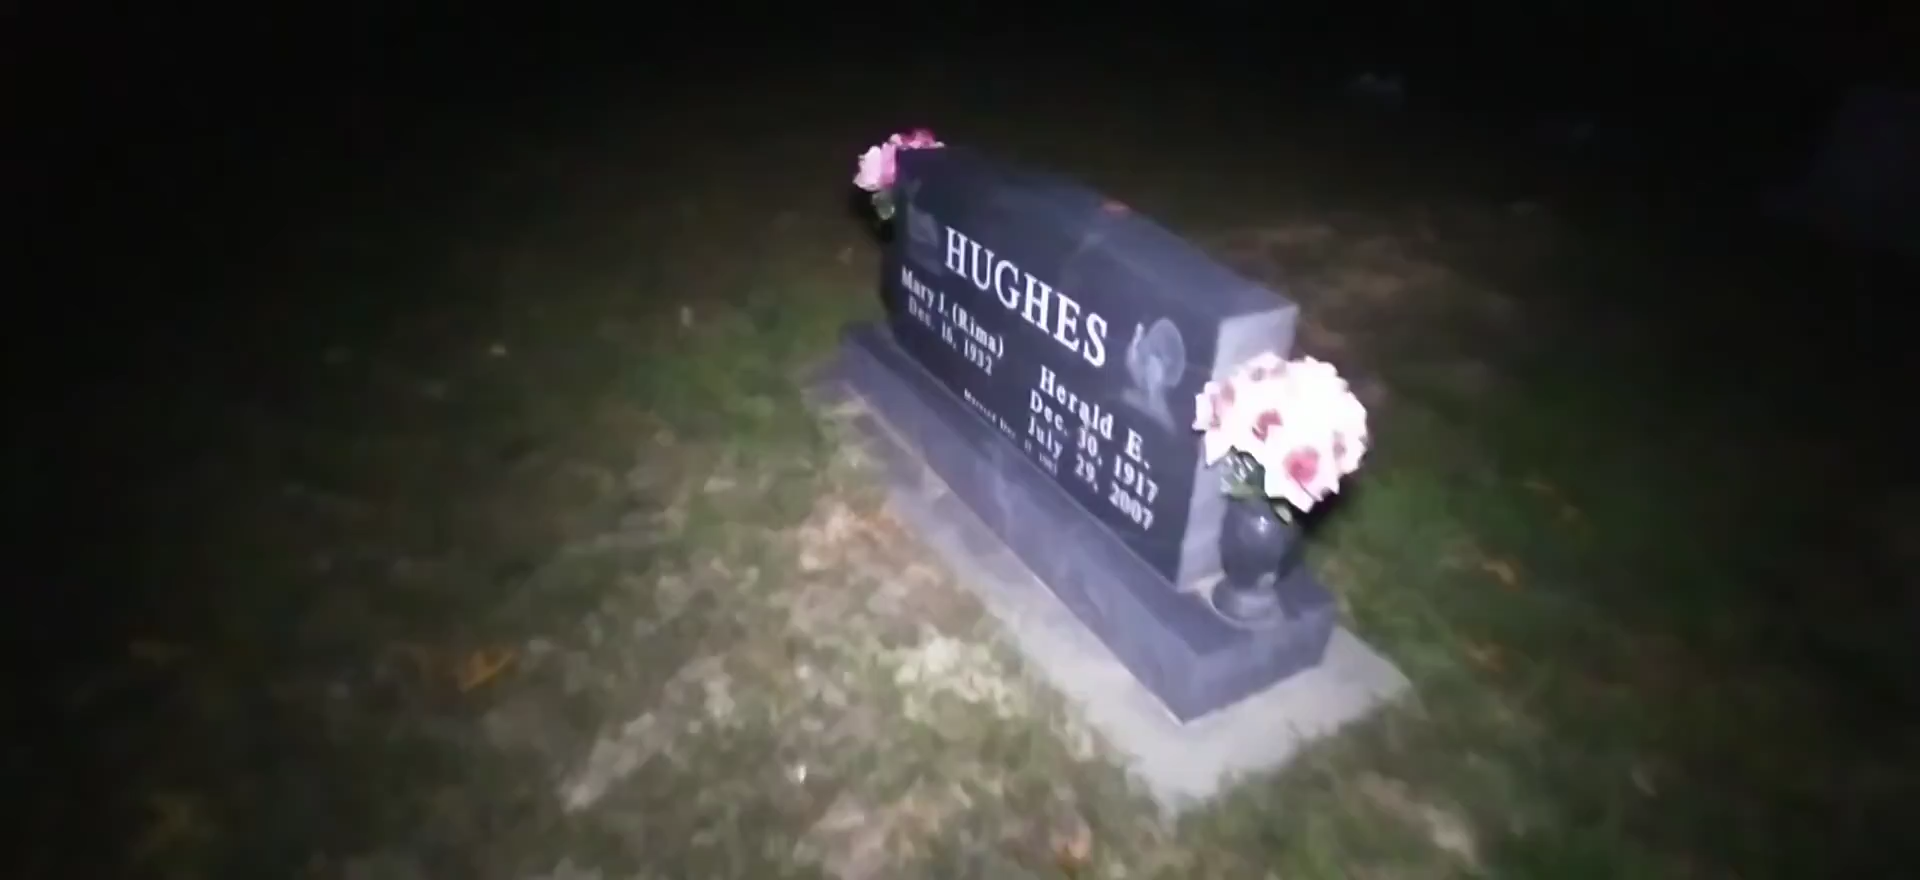 HUGHES
Mary J. (Rima)
Dec. 16, 1932
Herald E.
Dec. 30, 1917
July 29, 2007